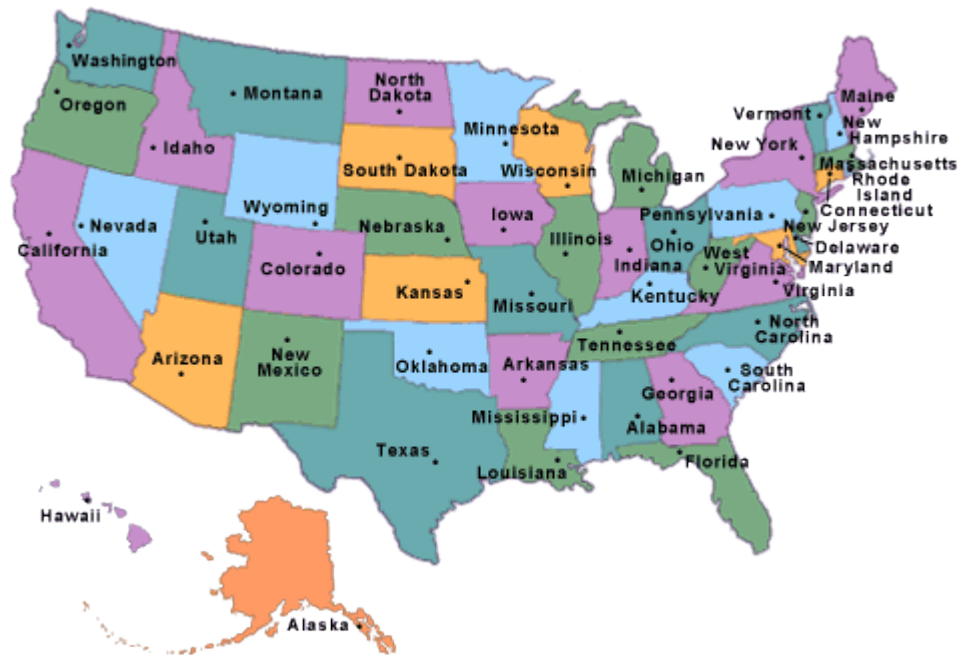 Washington
Oregon
Idaho
Montana
North
Dakota
Minnesota
South Dakota
Wyoming
Wisconsin
Michigan
Vermont
Maine
New
Hampshire
New York
Massachusetts
Rhode
Island
Connecticut
New Jersey
Delaware
Maryland
Virginia
California
Nevada
Utah
Colorado
Nebraska
Iowa
Illinois
Indiana
Ohio
Pennsylvania
West
Virginia
Kansas
Missouri
Kentucky
Arizona
New
Mexico
Oklahoma
Arkansas
Tennessee
North
Carolina
South
Carolina
Georgia
Alabama
Mississippi
Texas
Louisiana
Florida
Hawaii
Alaska